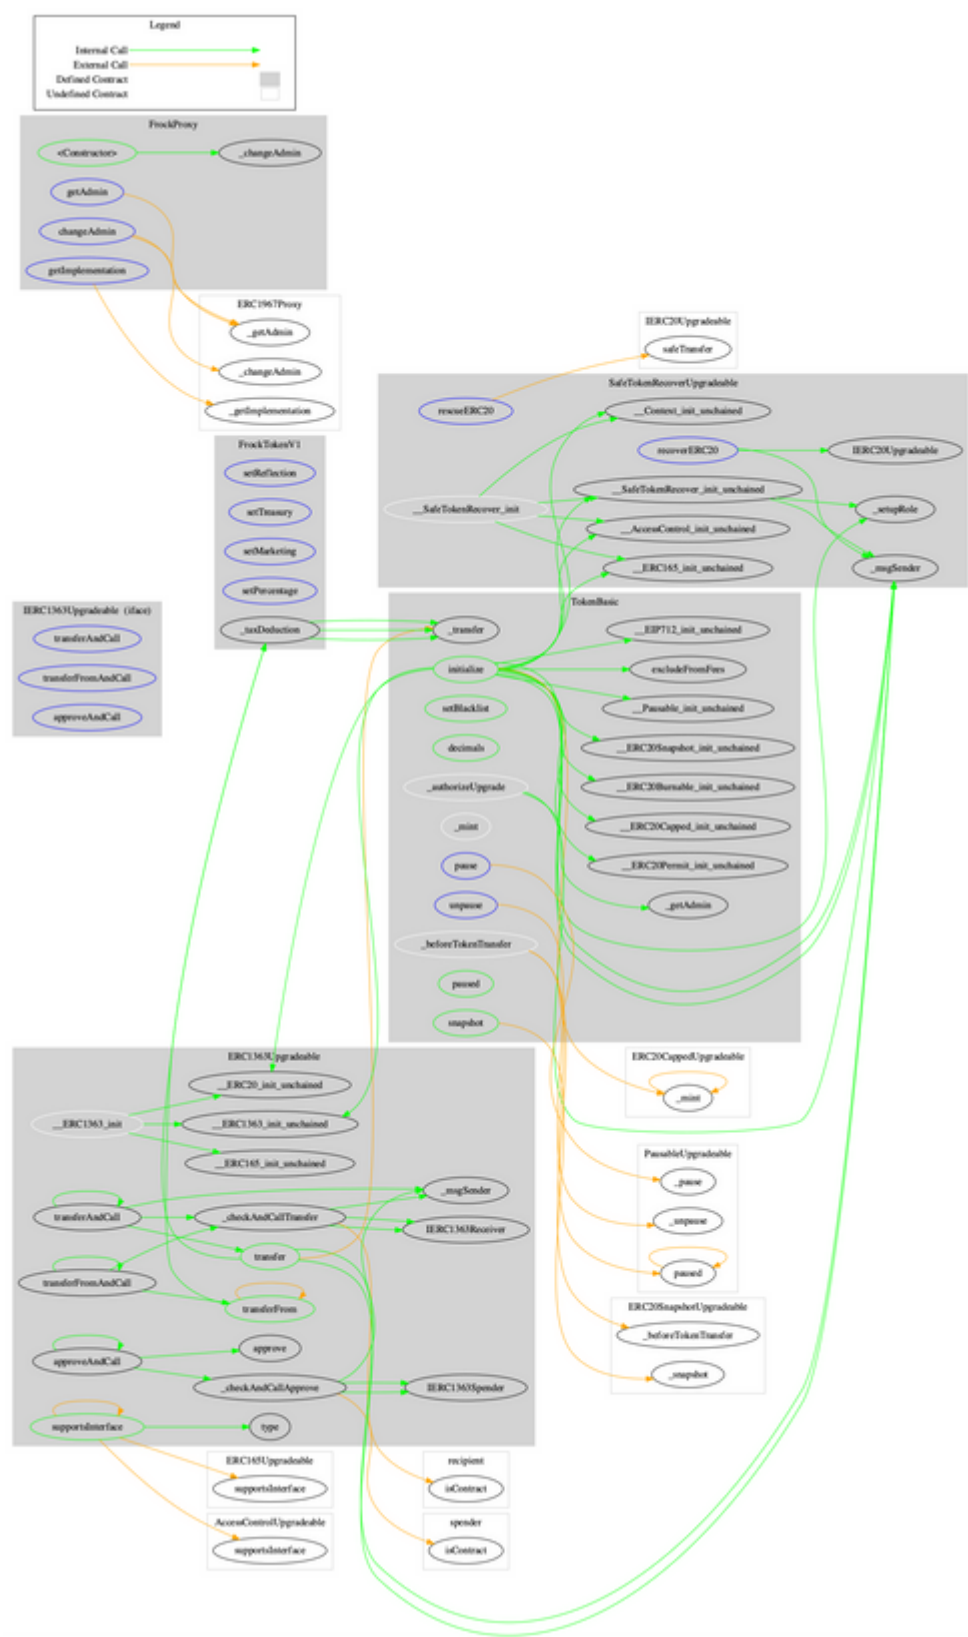 Legend
Internal Call
External Call
Defined Contract
Undefined Contract
FrockProxy
<Constructor>
_changeAdmin
getAdmin
changeAdmin
getImplementation
ERC1967Proxy
_getAdmin
_changeAdmin
_getImplementation
IERC20Upgradeable
safeTransfer
SafeTokenRecoverUpgradeable
rescueERC20
__Context_init_unchained
recoverERC20
IERC20Upgradeable
__SafeTokenRecover_init
__SafeTokenRecover_init_unchained
_setupRole
__AccessControl_init_unchained
__ERC165_init_unchained
_msgSender
FrockTokenV1
setReflection
setTreasury
setMarketing
setPercentage
_taxDeduction
IERC1363Upgradeable (iface)
transferAndCall
transferFromAndCall
approveAndCall
TokenBasic
_transfer
__EIP712_init_unchained
initialize
excludeFromFees
setBlacklist
__Pausable_init_unchained
decimals
__ERC20Snapshot_init_unchained
_authorizeUpgrade
__ERC20Burnable_init_unchained
_mint
__ERC20Capped_init_unchained
pause
__ERC20Permit_init_unchained
unpause
_getAdmin
_beforeTokenTransfer
paused
snapshot
ERC1363Upgradeable
__ERC20_init_unchained
__ERC1363_init
__ERC1363_init_unchained
__ERC165_init_unchained
_msgSender
transferAndCall
_checkAndCallTransfer
IERC1363Receiver
transfer
transferFromAndCall
transferFrom
approve
approveAndCall
_checkAndCallApprove
IERC1363Spender
supportsInterface
type
ERC20CappedUpgradeable
_mint
PausableUpgradeable
_pause
_unpause
paused
ERC20SnapshotUpgradeable
_beforeTokenTransfer
_snapshot
ERC165Upgradeable
supportsInterface
recipient
isContract
AccessControlUpgradeable
supportsInterface
spender
isContract